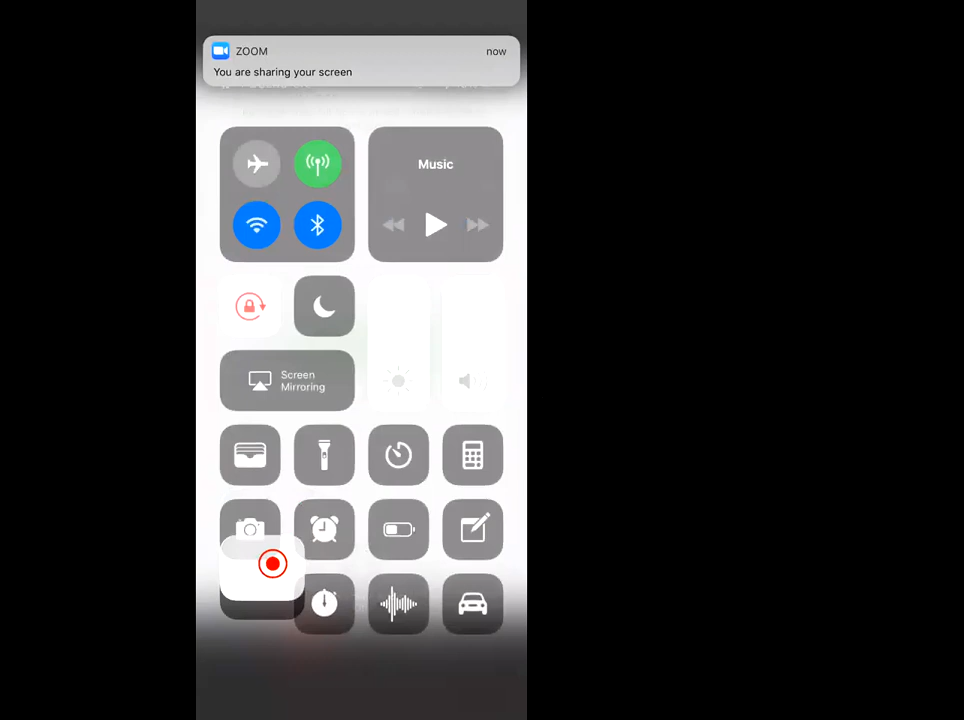 ZOOM
now
You are sharing your screen
Music
Screen
Mirroring